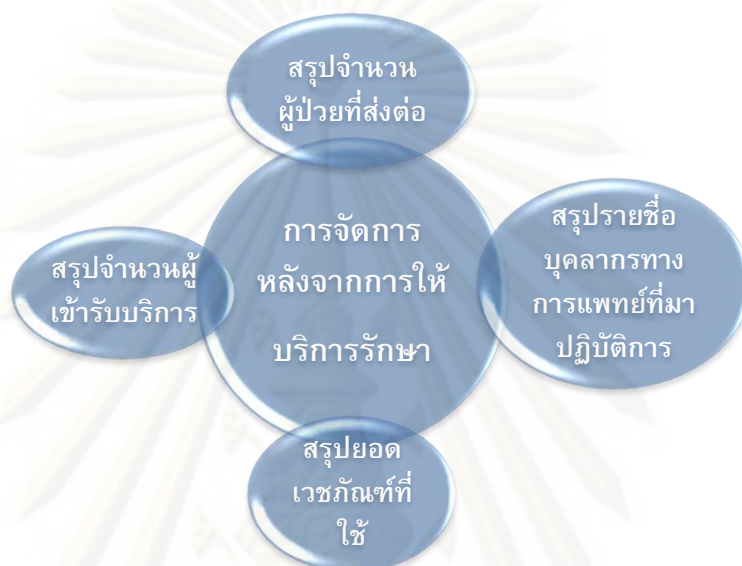 สรุปจำนวน
ผู้ป่วยที่ส่งต่อ
การจัดการ
หลังจากการให้
บริการรักษา
สรุปรายชื่อ
บุคลากรทาง
การแพทย์ที่มา
ปฏิบัติการ
สรุปจำนวนผู้
เข้ารับบริการ
สรุปยอด
เวชภัณฑ์ที่
ใช้